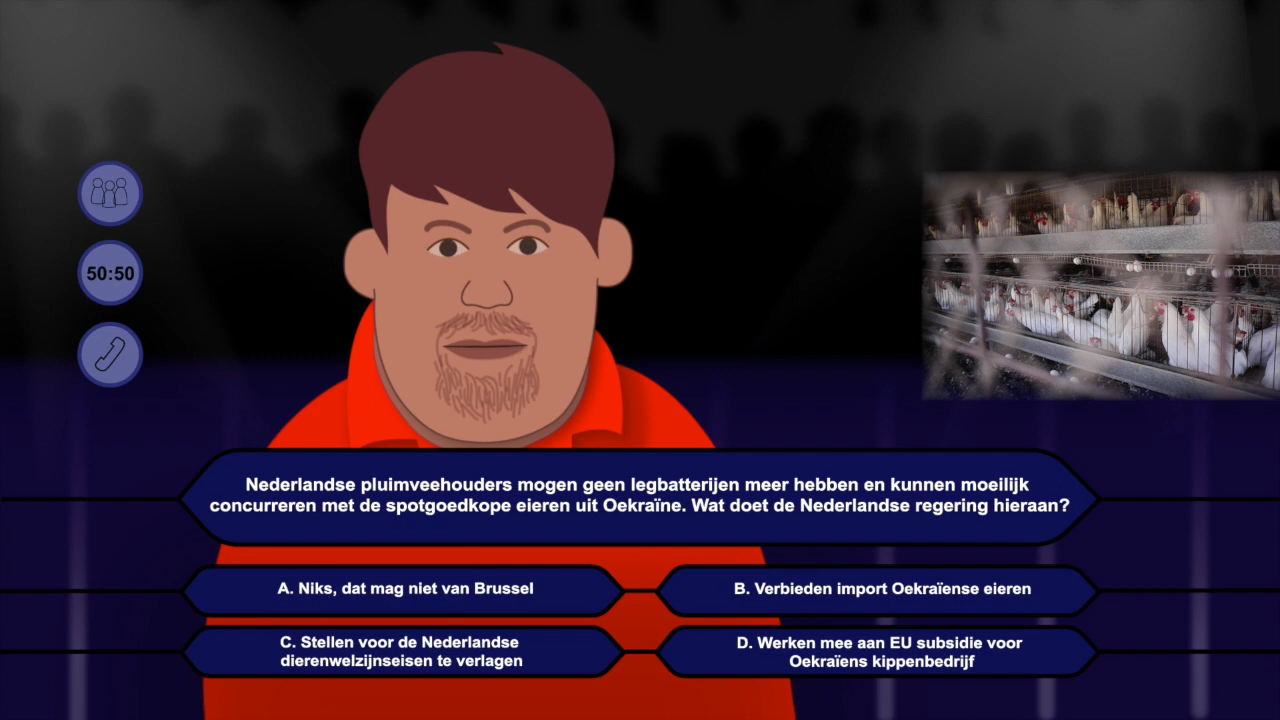 50:50
Nederlandse pluimveehouders mogen geen legbatterijen meer hebben en kunnen moeilijk
concurreren met de spotgoedkope eieren uit Oekraïne. Wat doet de Nederlandse regering hieraan?
A. Niks, dat mag niet van Brussel
B. Verbieden import Oekraïense eieren
C. Stellen voor de Nederlandse
dierenwelzijnseisen te verlagen
D. Werken mee aan EU subsidie voor
Oekraïens kippenbedrijf